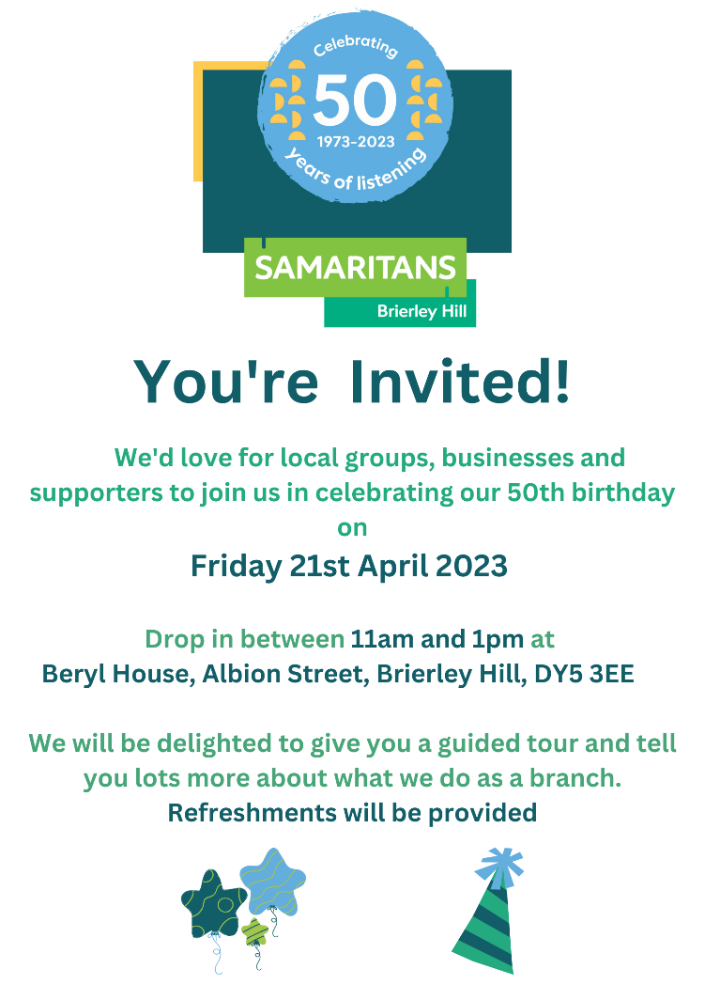 Celebrating
50
1973-2023
years of listening
SAMARITANS
Brierley Hill
You're Invited!
We'd love for local groups, businesses and
supporters to join us in celebrating our 50th birthday
on
Friday 21st April 2023
Drop in between 11am and 1pm at
Beryl House, Albion Street, Brierley Hill, DY5 3EE
We will be delighted to give you a guided tour and tell
you lots more about what we do as a branch.
Refreshments will be provided